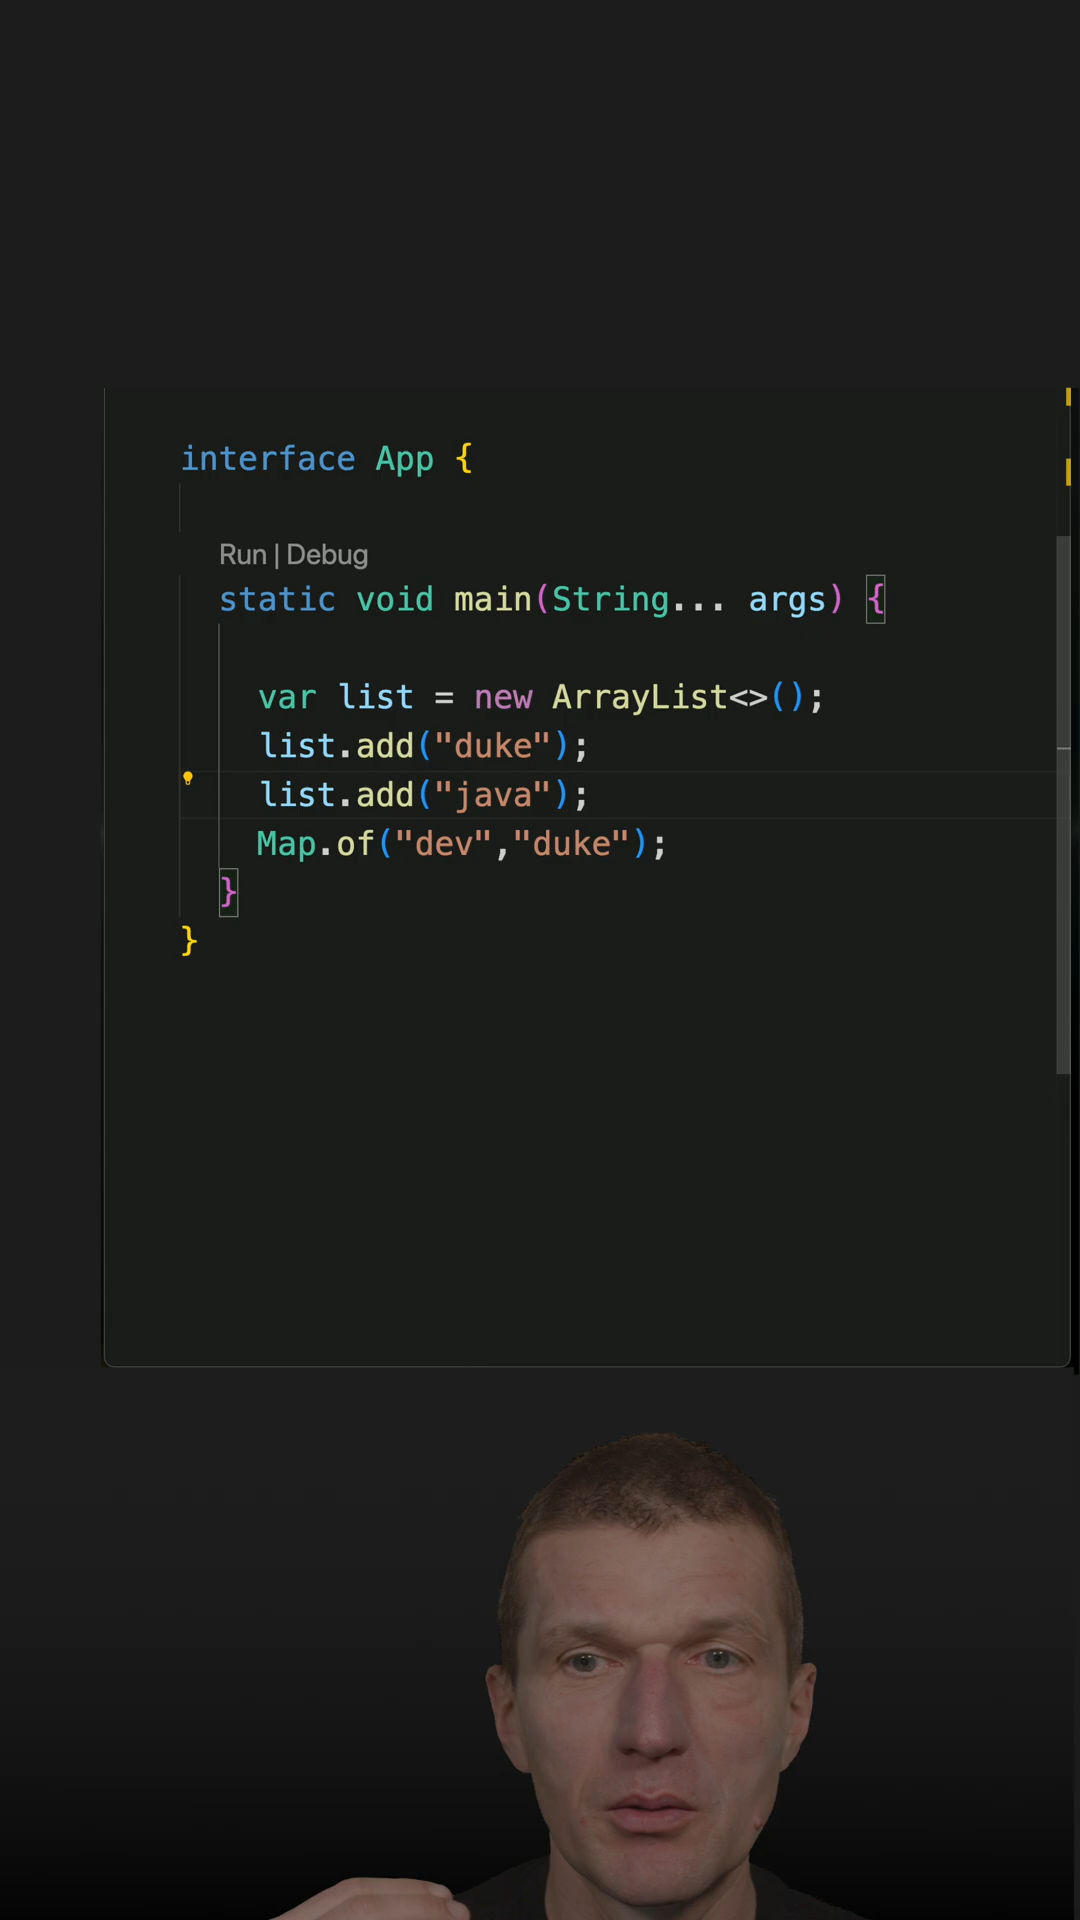 interface App {
Run | Debug
static void main(String... args) {
var list = new ArrayList<>();
list.add("duke");
list.add("java");
Map.of("dev","duke");
}
}